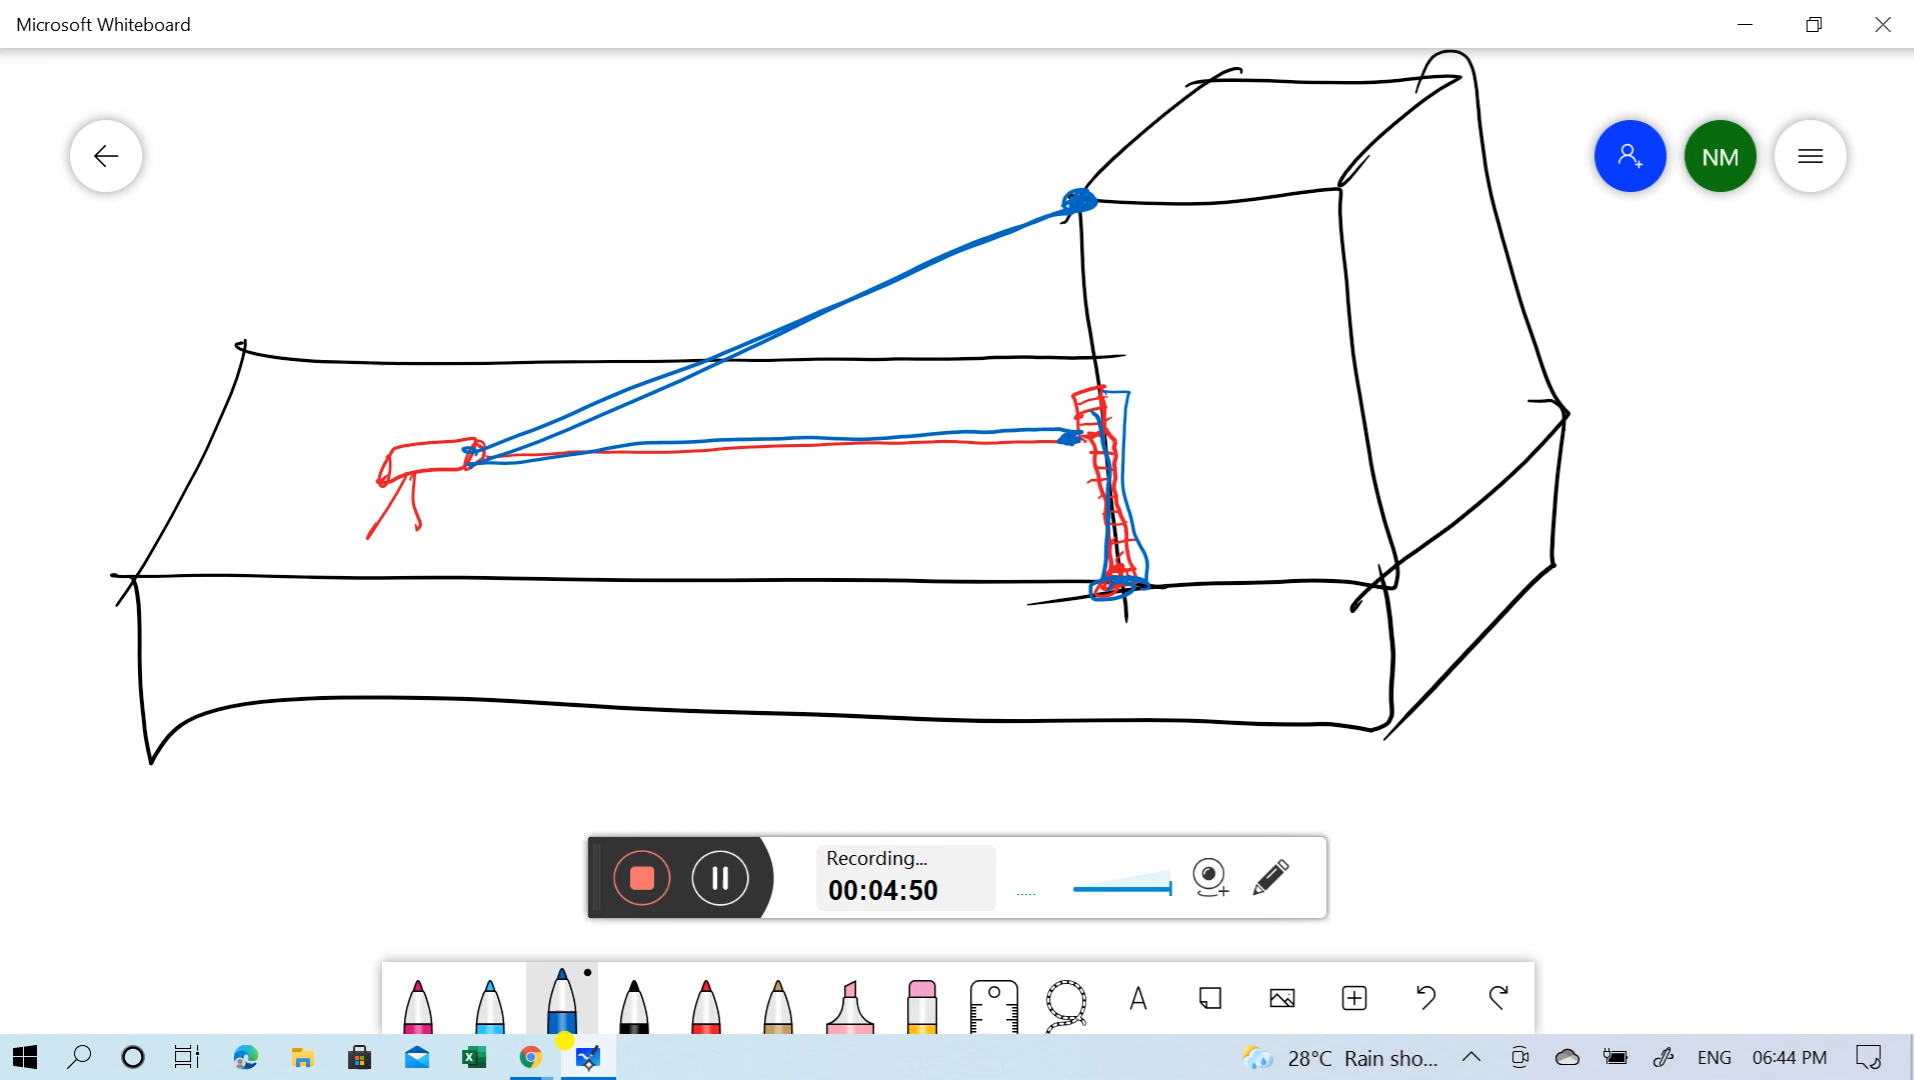 Microsoft Whiteboard
NM
Recording...
00:04:50
A
28°C Rain sho...
ENG
06:44 PM